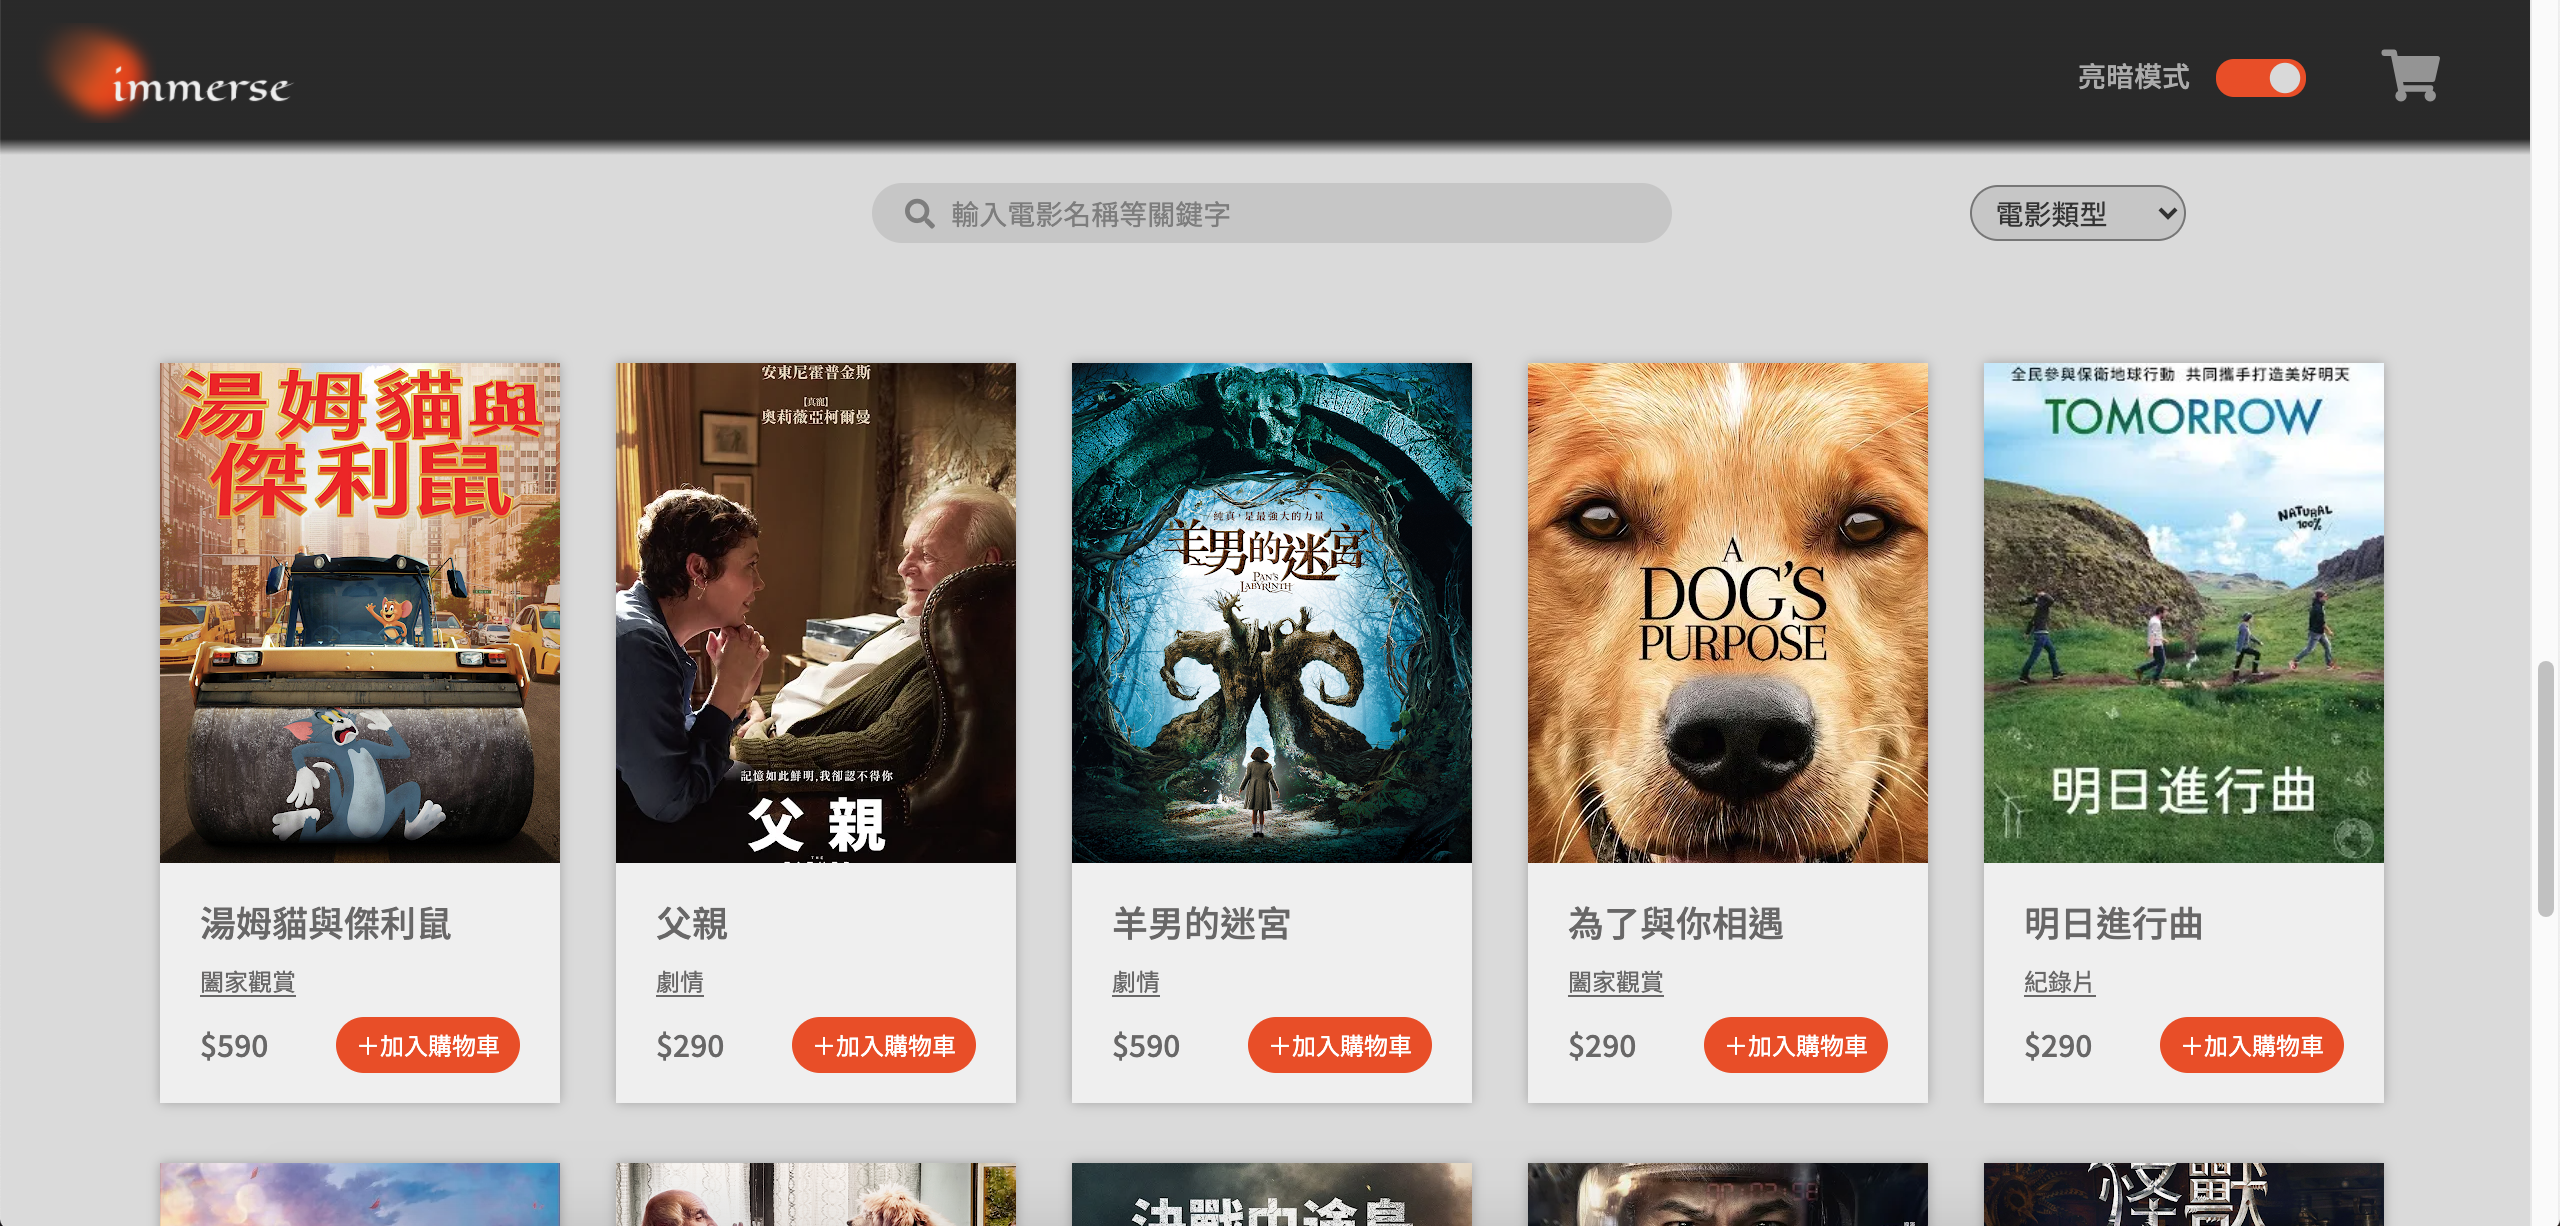 immerse
亮暗模式
輸入電影名稱等關鍵字
電影類型
湯姆貓與
傑利鼠
湯姆貓與傑利鼠
闔家觀賞
$590
+加入購物車
安東尼霍普金斯
奧莉薇亞柯爾曼
記憶如此鮮明,我卻認不得你
父親
父親
劇情
$290
+加入購物車
純真,是最強大的力量
羊男的迷宮
PAN'S
LABYRINTH
羊男的迷宮
劇情
$590
+加入購物車
A
DOG'S
PURPOSE
為了與你相遇
闔家觀賞
$290
+加入購物車
全民參與保衛地球行動 共同攜手打造美好明天
TOMORROW
NATURAL
100%
明日進行曲
明日進行曲
紀錄片
$290
+加入購物車
決戰中途島
怪獸